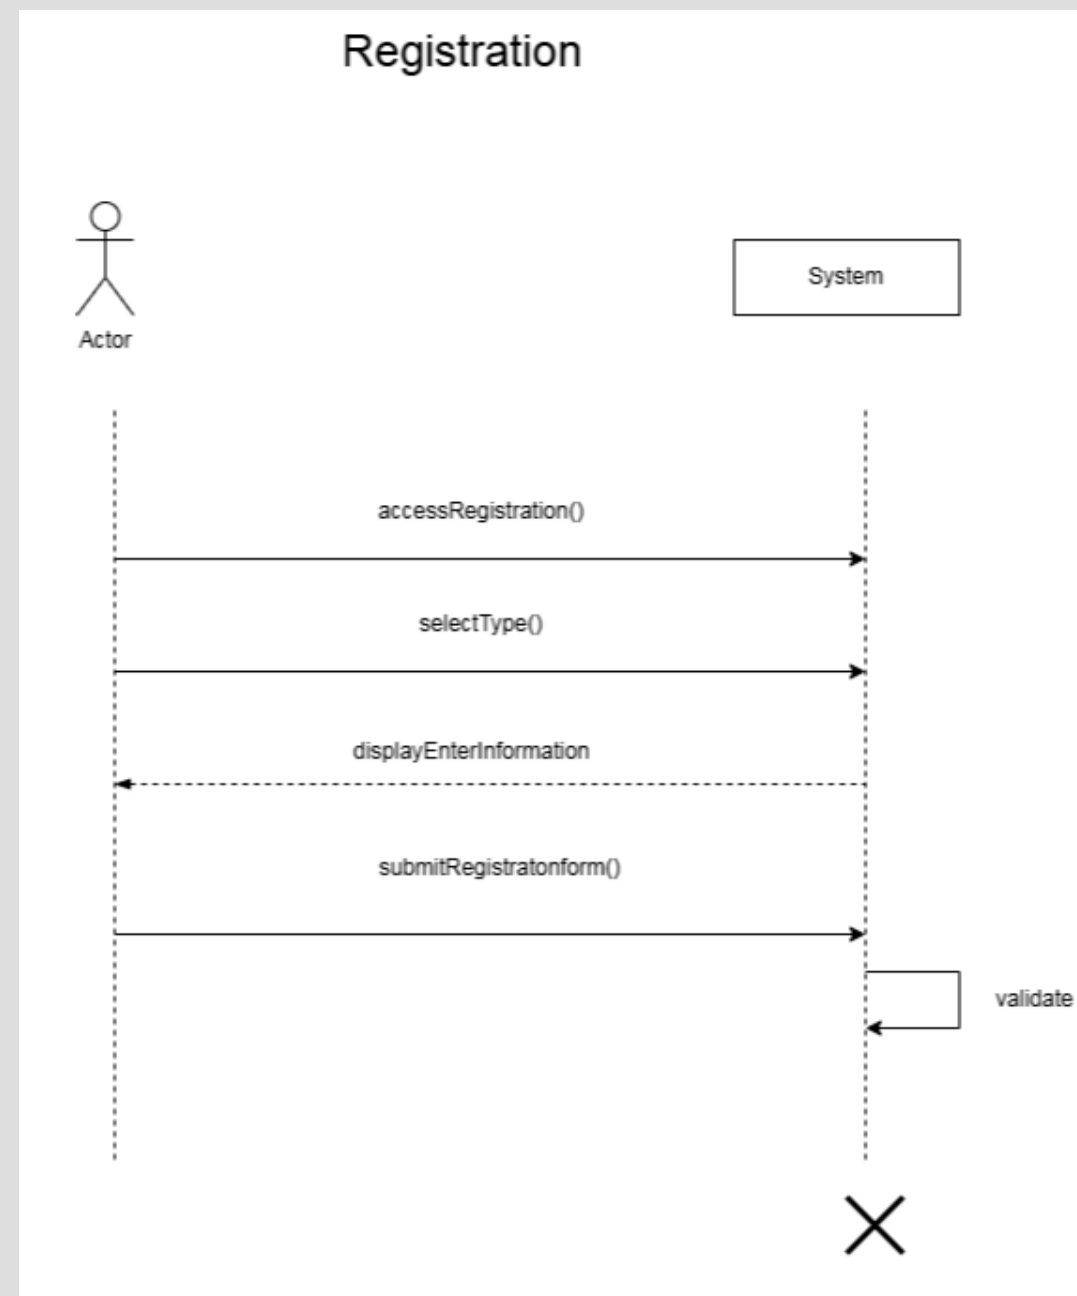 Registration
System
Actor
accessRegistration()
selectType()
displayEnterInformation
submitRegistratonform()
validate